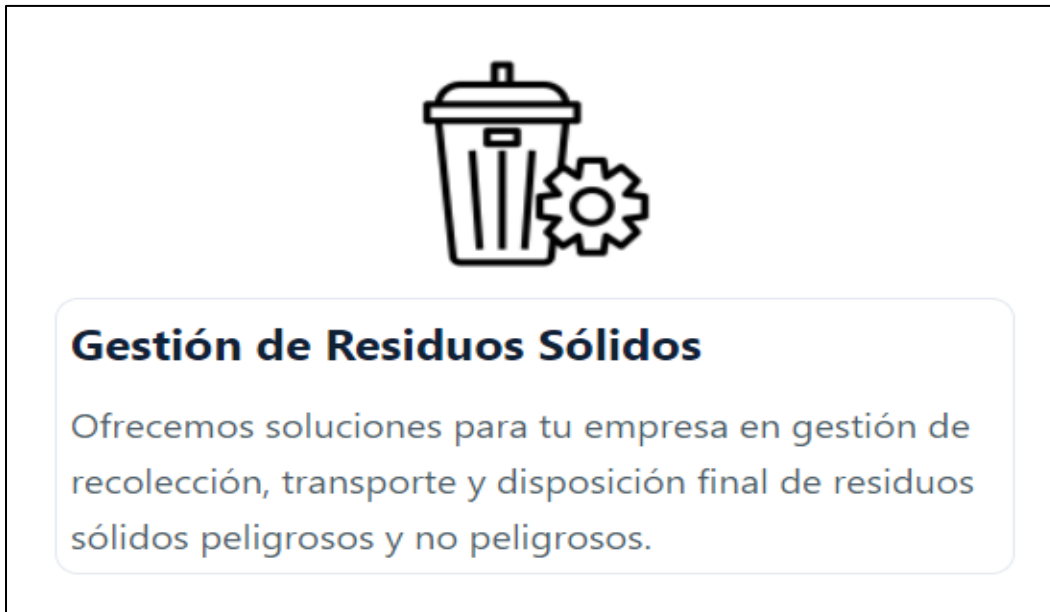 Gestión de Residuos Sólidos
Ofrecemos soluciones para tu empresa en gestión de
recolección, transporte y disposición final de residuos
sólidos peligrosos y no peligrosos.